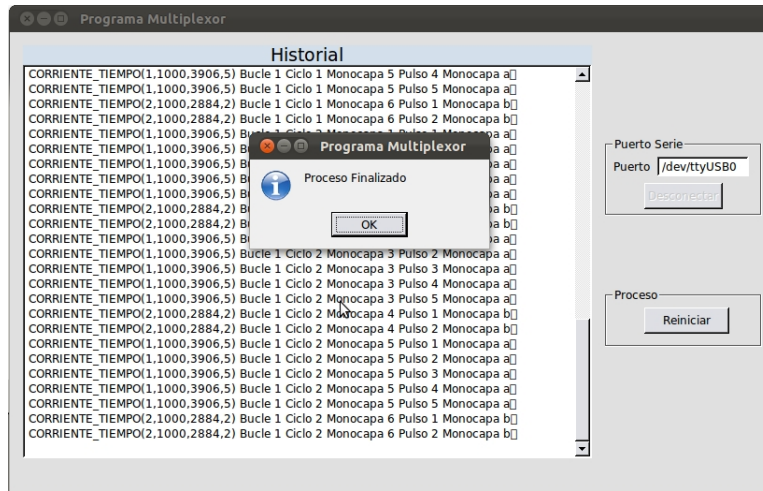 Programa Multiplexor
Historial
CORRIENTE_TIEMPO(1,1000,3906,5) Bucle 1 Ciclo 1 Monocapa 5 Pulso 4 Monocapa a
CORRIENTE_TIEMPO(1,1000,3906,5) Bucle 1 Ciclo 1 Monocapa 5 Pulso 5 Monocapa a
CORRIENTE_TIEMPO(2,1000,2884,2) Bucle 1 Ciclo 1 Monocapa 6 Pulso 1 Monocapa b
CORRIENTE_TIEMPO(2,1000,2884,2) Bucle 1 Ciclo 1 Monocapa 6 Pulso 2 Monocapa b
CORRIENTE_TIEMPO(1,1000,3906,5) a
CORRIENTE_TIEMPO(1,1000,3906,5) a
CORRIENTE_TIEMPO(1,1000,3906,5) a
CORRIENTE_TIEMPO(1,1000,3906,5) a
CORRIENTE_TIEMPO(1,1000,3906,5) a
CORRIENTE_TIEMPO(2,1000,2884,2) b
CORRIENTE_TIEMPO(2,1000,2884,2) b
CORRIENTE_TIEMPO(1,1000,3906,5) a
CORRIENTE_TIEMPO(1,1000,3906,5) Bucle 1 Ciclo 2 Monocapa 3 Pulso 2 Monocapa a
CORRIENTE_TIEMPO(1,1000,3906,5) Bucle 1 Ciclo 2 Monocapa 3 Pulso 3 Monocapa a
CORRIENTE_TIEMPO(1,1000,3906,5) Bucle 1 Ciclo 2 Monocapa 3 Pulso 4 Monocapa a
CORRIENTE_TIEMPO(1,1000,3906,5) Bucle 1 Ciclo 2 Monocapa 3 Pulso 5 Monocapa a
CORRIENTE_TIEMPO(2,1000,2884,2) Bucle 1 Ciclo 2 Monocapa 4 Pulso 1 Monocapa b
CORRIENTE_TIEMPO(2,1000,2884,2) Bucle 1 Ciclo 2 Monocapa 4 Pulso 2 Monocapa b
CORRIENTE_TIEMPO(1,1000,3906,5) Bucle 1 Ciclo 2 Monocapa 5 Pulso 1 Monocapa a
CORRIENTE_TIEMPO(1,1000,3906,5) Bucle 1 Ciclo 2 Monocapa 5 Pulso 2 Monocapa a
CORRIENTE_TIEMPO(1,1000,3906,5) Bucle 1 Ciclo 2 Monocapa 5 Pulso 3 Monocapa a
CORRIENTE_TIEMPO(1,1000,3906,5) Bucle 1 Ciclo 2 Monocapa 5 Pulso 4 Monocapa a
CORRIENTE_TIEMPO(1,1000,3906,5) Bucle 1 Ciclo 2 Monocapa 5 Pulso 5 Monocapa a
CORRIENTE_TIEMPO(2,1000,2884,2) Bucle 1 Ciclo 2 Monocapa 6 Pulso 1 Monocapa b
CORRIENTE_TIEMPO(2,1000,2884,2) Bucle 1 Ciclo 2 Monocapa 6 Pulso 2 Monocapa b
Programa Multiplexor
Proceso Finalizado
OK
Puerto Serie
Puerto /dev/ttyUSB0
Desconectar
Proceso
Reiniciar